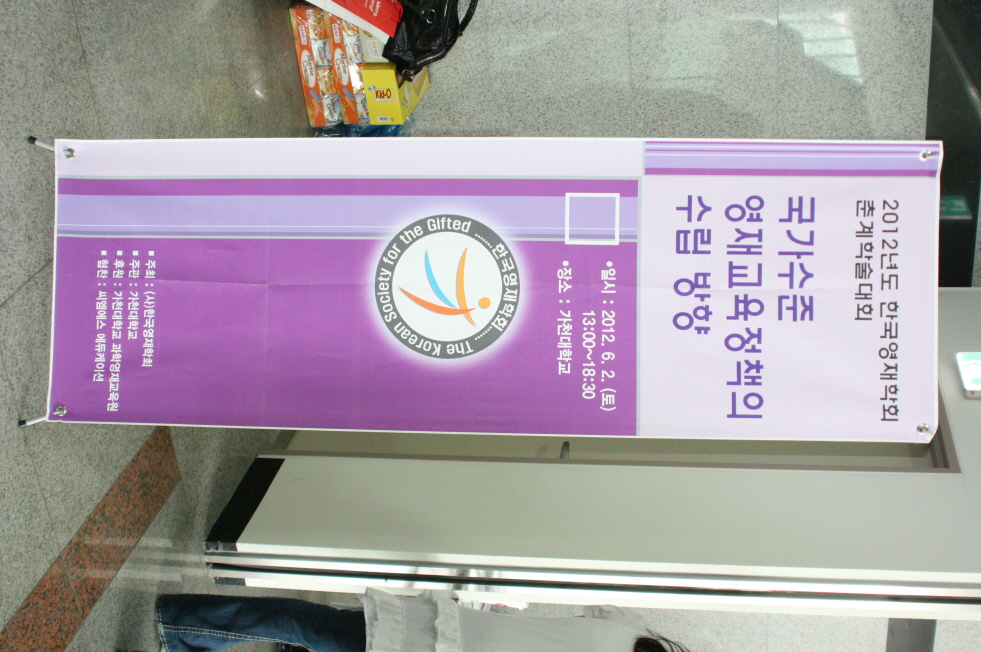 2012년도 한국영재학회
춘계학술대회
국가수준
영재교육정책의
수립 방향
•일시 : 2012. 6. 2. (토)
13:00~18:30
•장소 : 가천대학교
한국영재학회
The Korean Society for the Gifted
■ 주최 : (사)한국영재학회
■ 주관 : 가천대학교
■ 후원 : 가천대학교 과학영재교육원
■ 협찬 : 씨엠에스 에듀케이션
Kid-O